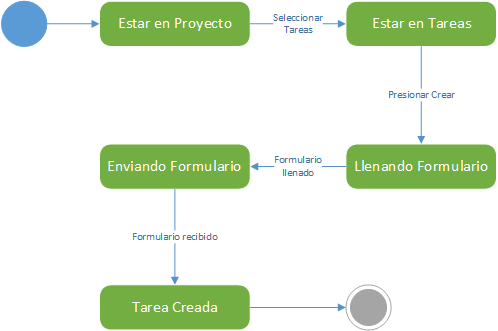 Estar en Proyecto
Seleccionar
Tareas
Estar en Tareas
Presionar Crear
Llenando Formulario
Formulario
llenado
Enviando Formulario
Formulario recibido
Tarea Creada